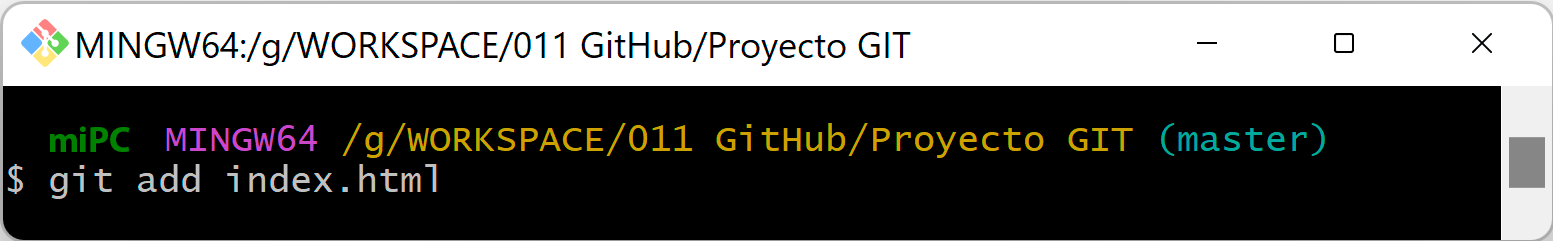 MINGW64:/g/WORKSPACE/011 GitHub/Proyecto GIT
miPC MINGW64 /g/WORKSPACE/011 GitHub/Proyecto GIT (master)
$ git add index.html